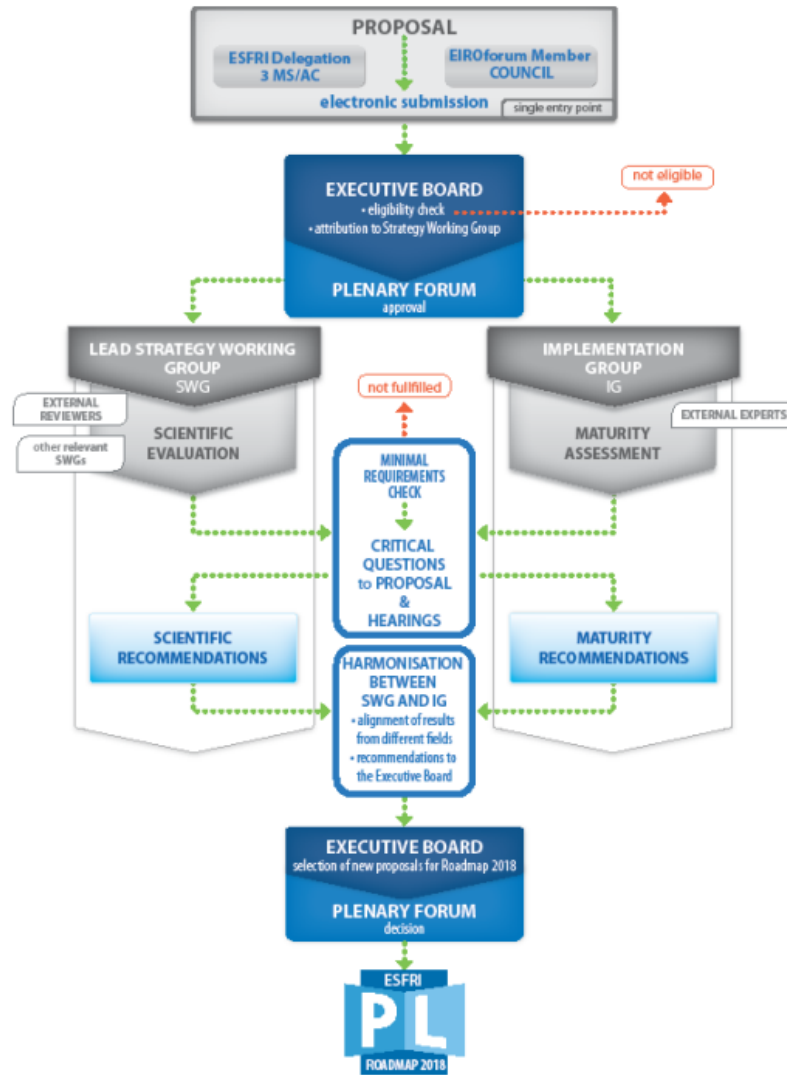 PROPOSAL
ESFRI Delegation
3 MS/AC
EIROforum Member
COUNCIL
electronic submission
single entry point
EXECUTIVE BOARD
• eligibility check
• attribution to Strategy Working Group
not eligible
PLENARY FORUM
approval
LEAD STRATEGY WORKING
GROUP
SWG
IMPLEMENTATION
GROUP
IG
EXTERNAL
REVIEWERS
other relevant
SWGs
SCIENTIFIC
EVALUATION
not fullfilled
EXTERNAL EXPERTS
MATURITY
ASSESSMENT
MINIMAL
REQUIREMENTS
CHECK
CRITICAL
QUESTIONS
to PROPOSAL
&
HEARINGS
SCIENTIFIC
RECOMMENDATIONS
MATURITY
RECOMMENDATIONS
HARMONISATION
BETWEEN
SWG AND IG
• alignment of results
from different fields
• recommendations to
the Executive Board
EXECUTIVE BOARD
selection of new proposals for Roadmap 2018
PLENARY FORUM
decision
ESFRI
PL
ROADMAP 2018